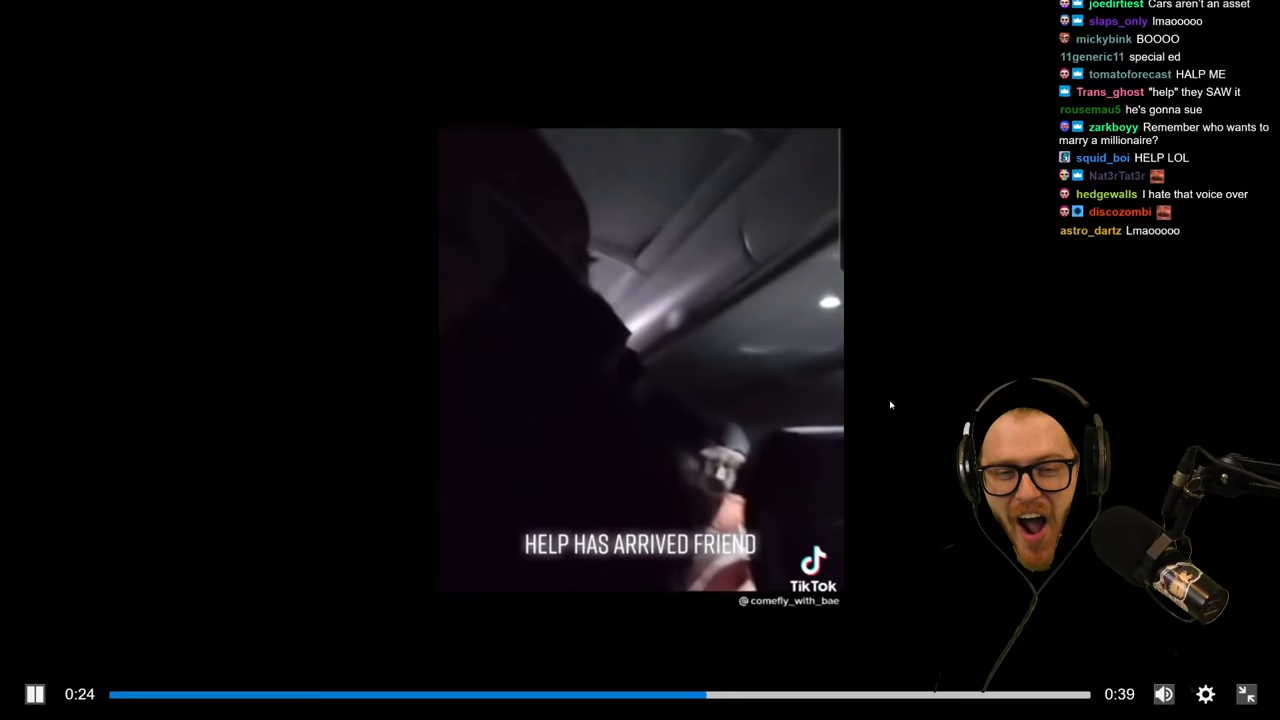 joedirtiest Cars aren't an asset
slaps_only lmaooooo
mickybink BOOOO
11generic11 special ed
tomatoforecast HALP ME
Trans_ghost "help" they SAW it
rousemau5 he's gonna sue
zarkboyy Remember who wants to
marry a millionaire?
squid_boi HELP LOL
Nat3rTat3r
hedgewalls I hate that voice over
discozombi
astro_dartz Lmaooooo
HELP HAS ARRIVED FRIEND
TikTok
@comefly_with_bae
0:24
0:39